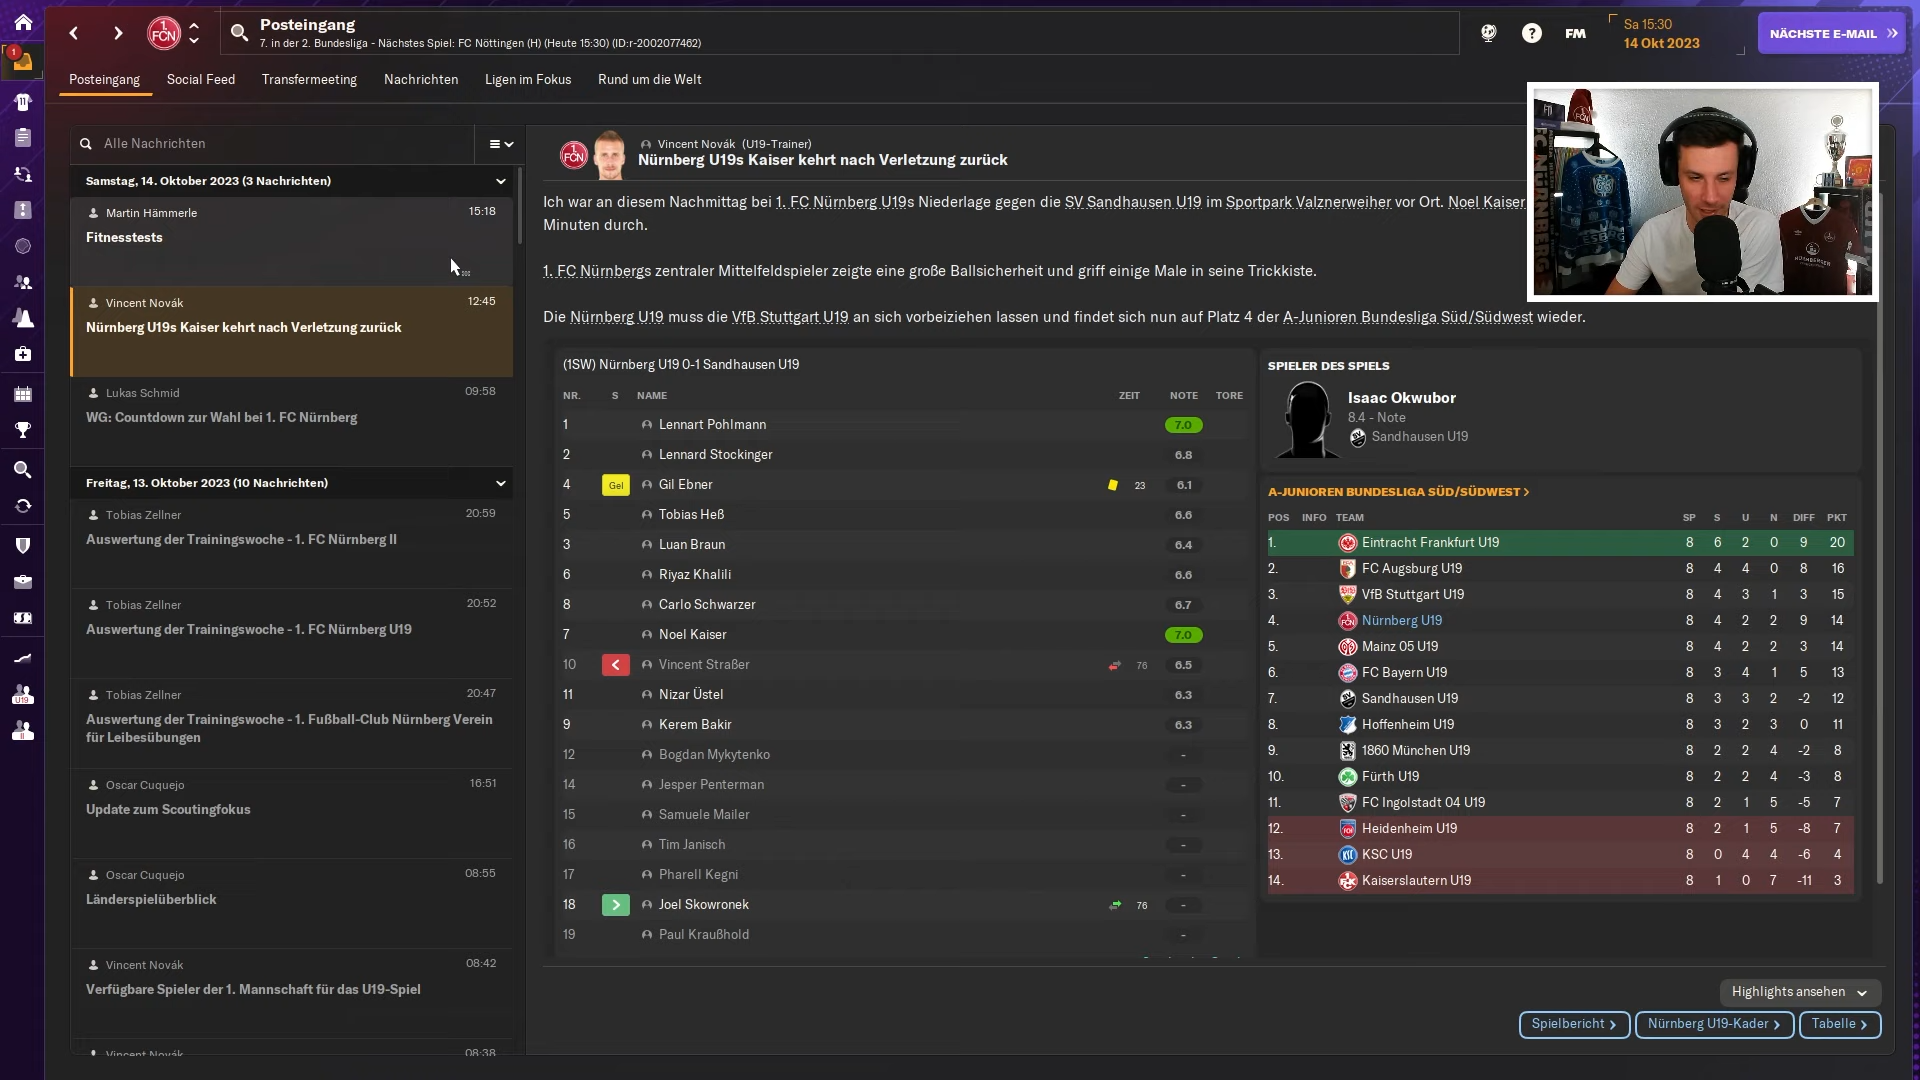 Posteingang
7. in der 2. Bundesliga - Nächstes Spiel: FC Nöttingen (H) (Heute 15:30) (ID:r-2002077462)
FM
Sa 15:30
14 Okt 2023
NÄCHSTE E-MAIL
1
Posteingang
Social Feed
Transfermeeting
Nachrichten
Ligen im Fokus
Rund um die Welt
Alle Nachrichten
Samstag, 14. Oktober 2023 (3 Nachrichten)
Martin Hämmerle 15:18
Fitnesstests
Vincent Novák 12:45
Nürnberg U19s Kaiser kehrt nach Verletzung zurück
Lukas Schmid 09:58
WG: Countdown zur Wahl bei 1. FC Nürnberg
Freitag, 13. Oktober 2023 (10 Nachrichten)
Tobias Zellner 20:59
Auswertung der Trainingswoche - 1. FC Nürnberg II
Tobias Zellner 20:52
Auswertung der Trainingswoche - 1. FC Nürnberg U19
Tobias Zellner 20:47
Auswertung der Trainingswoche - 1. Fußball-Club Nürnberg Verein
für Leibesübungen
Oscar Cuquejo 16:51
Update zum Scoutingfokus
Oscar Cuquejo 08:55
Länderspielüberblick
Vincent Novák 08:42
Verfügbare Spieler der 1. Mannschaft für das U19-Spiel
Vincent Novák 08:38
U19
II
Vincent Novák (U19-Trainer)
Nürnberg U19s Kaiser kehrt nach Verletzung zurück
Ich war an diesem Nachmittag bei 1. FC Nürnberg U19s Niederlage gegen die SV Sandhausen U19 im Sportpark Valznerweiher vor Ort. Noel Kaiser
Minuten durch.
1. FC Nürnbergs zentraler Mittelfeldspieler zeigte eine große Ballsicherheit und griff einige Male in seine Trickkiste.
Die Nürnberg U19 muss die VfB Stuttgart U19 an sich vorbeiziehen lassen und findet sich nun auf Platz 4 der A-Junioren Bundesliga Süd/Südwest wieder.
(1SW) Nürnberg U19 0-1 Sandhausen U19
NR. S NAME ZEIT NOTE TORE
1 Lennart Pohlmann 7.0
2 Lennard Stockinger 6.8
4 Gel Gil Ebner 23 6.1
5 Tobias Heß 6.6
3 Luan Braun 6.4
6 Riyaz Khalili 6.6
8 Carlo Schwarzer 6.7
7 Noel Kaiser 7.0
10 Vincent Straßer 76 6.5
11 Nizar Üstel 6.3
9 Kerem Bakir 6.3
12 Bogdan Mykytenko -
14 Jesper Penterman -
15 Samuele Mailer -
16 Tim Janisch -
17 Pharell Kegni -
18 Joel Skowronek 76 -
19 Paul Kraußhold -
SPIELER DES SPIELS
Isaac Okwubor
8.4 - Note
Sandhausen U19
A-JUNIOREN BUNDESLIGA SÜD/SÜDWEST
POS INFO TEAM SP S U N DIFF PKT
1. Eintracht Frankfurt U19 8 6 2 0 9 20
2. FC Augsburg U19 8 4 4 0 8 16
3. VfB Stuttgart U19 8 4 3 1 3 15
4. Nürnberg U19 8 4 2 2 9 14
5. Mainz 05 U19 8 4 2 2 3 14
6. FC Bayern U19 8 3 4 1 5 13
7. Sandhausen U19 8 3 3 2 -2 12
8. Hoffenheim U19 8 3 2 3 0 11
9. 1860 München U19 8 2 2 4 -2 8
10. Fürth U19 8 2 2 4 -3 8
11. FC Ingolstadt 04 U19 8 2 1 5 -5 7
12. Heidenheim U19 8 2 1 5 -8 7
13. KSC U19 8 0 4 4 -6 4
14. Kaiserslautern U19 8 1 0 7 -11 3
Highlights ansehen
Spielbericht
Nürnberg U19-Kader
Tabelle